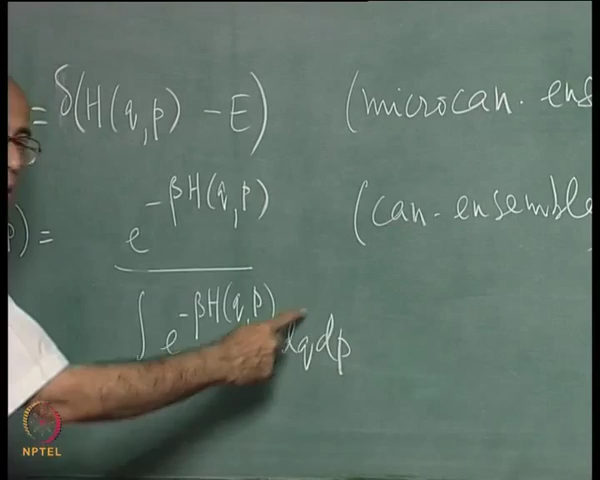 = δ(H(q,p) - E) (microcan. ens
p) = e^{-βH(q,p)} (can. ensemble
∫ e^{-βH(q,p)} dq dp
NPTEL